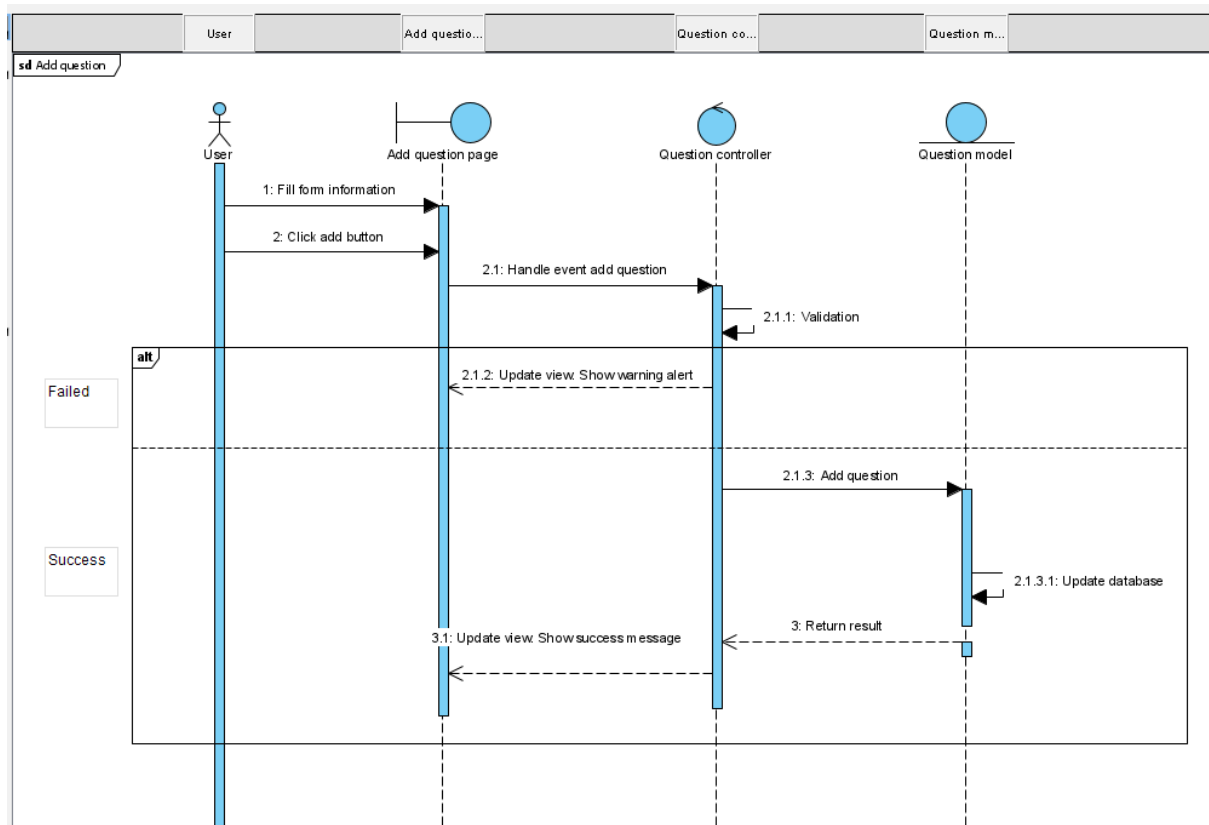 User
Add questio...
Question co...
Question m...
sd Add question
User
Add question page
Question controller
Question model
1: Fill form information
2: Click add button
2.1: Handle event add question
2.1.1: Validation
alt
2.1.2: Update view. Show warning alert
Failed
2.1.3: Add question
Success
2.1.3.1: Update database
3: Return result
3.1: Update view. Show success message